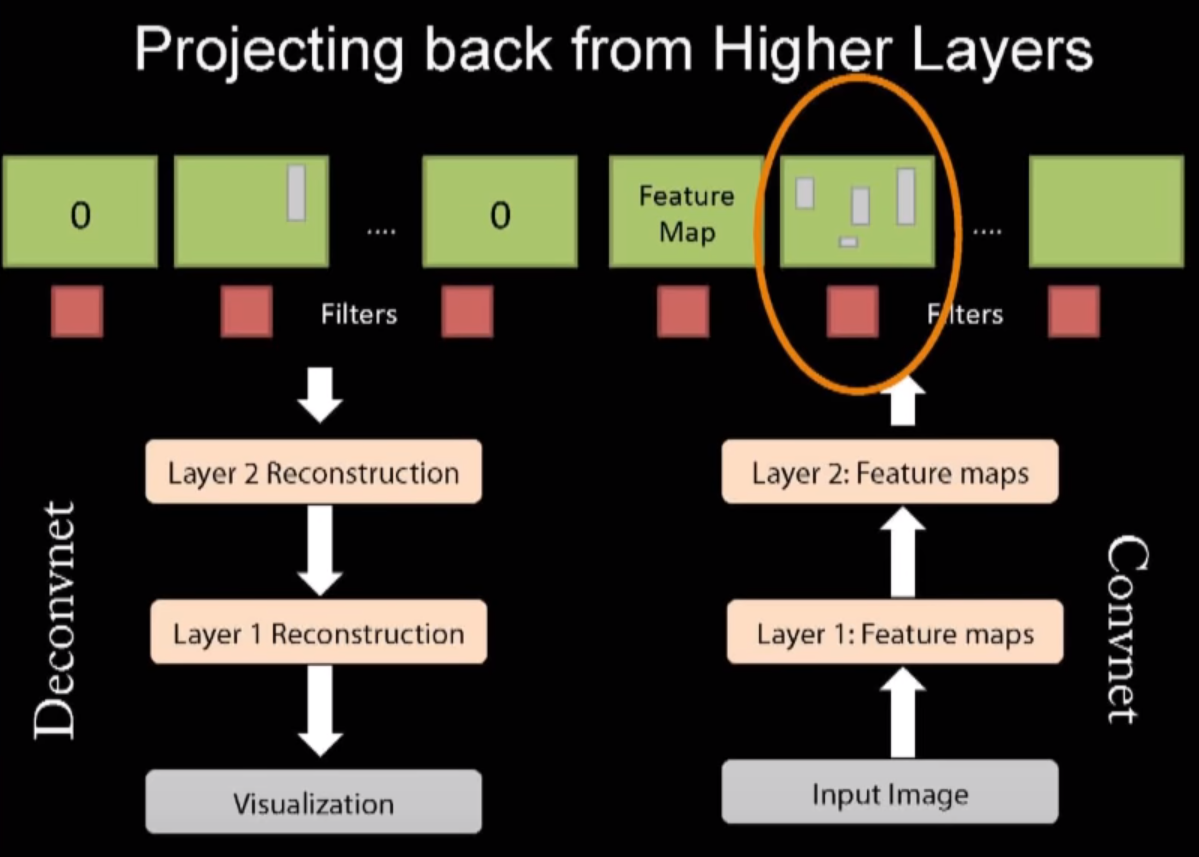 Projecting back from Higher Layers
0
....
0
Feature
Map
....
Filters
Filters
Layer 2 Reconstruction
Layer 2: Feature maps
Deconvnet
Convnet
Layer 1 Reconstruction
Layer 1: Feature maps
Visualization
Input Image